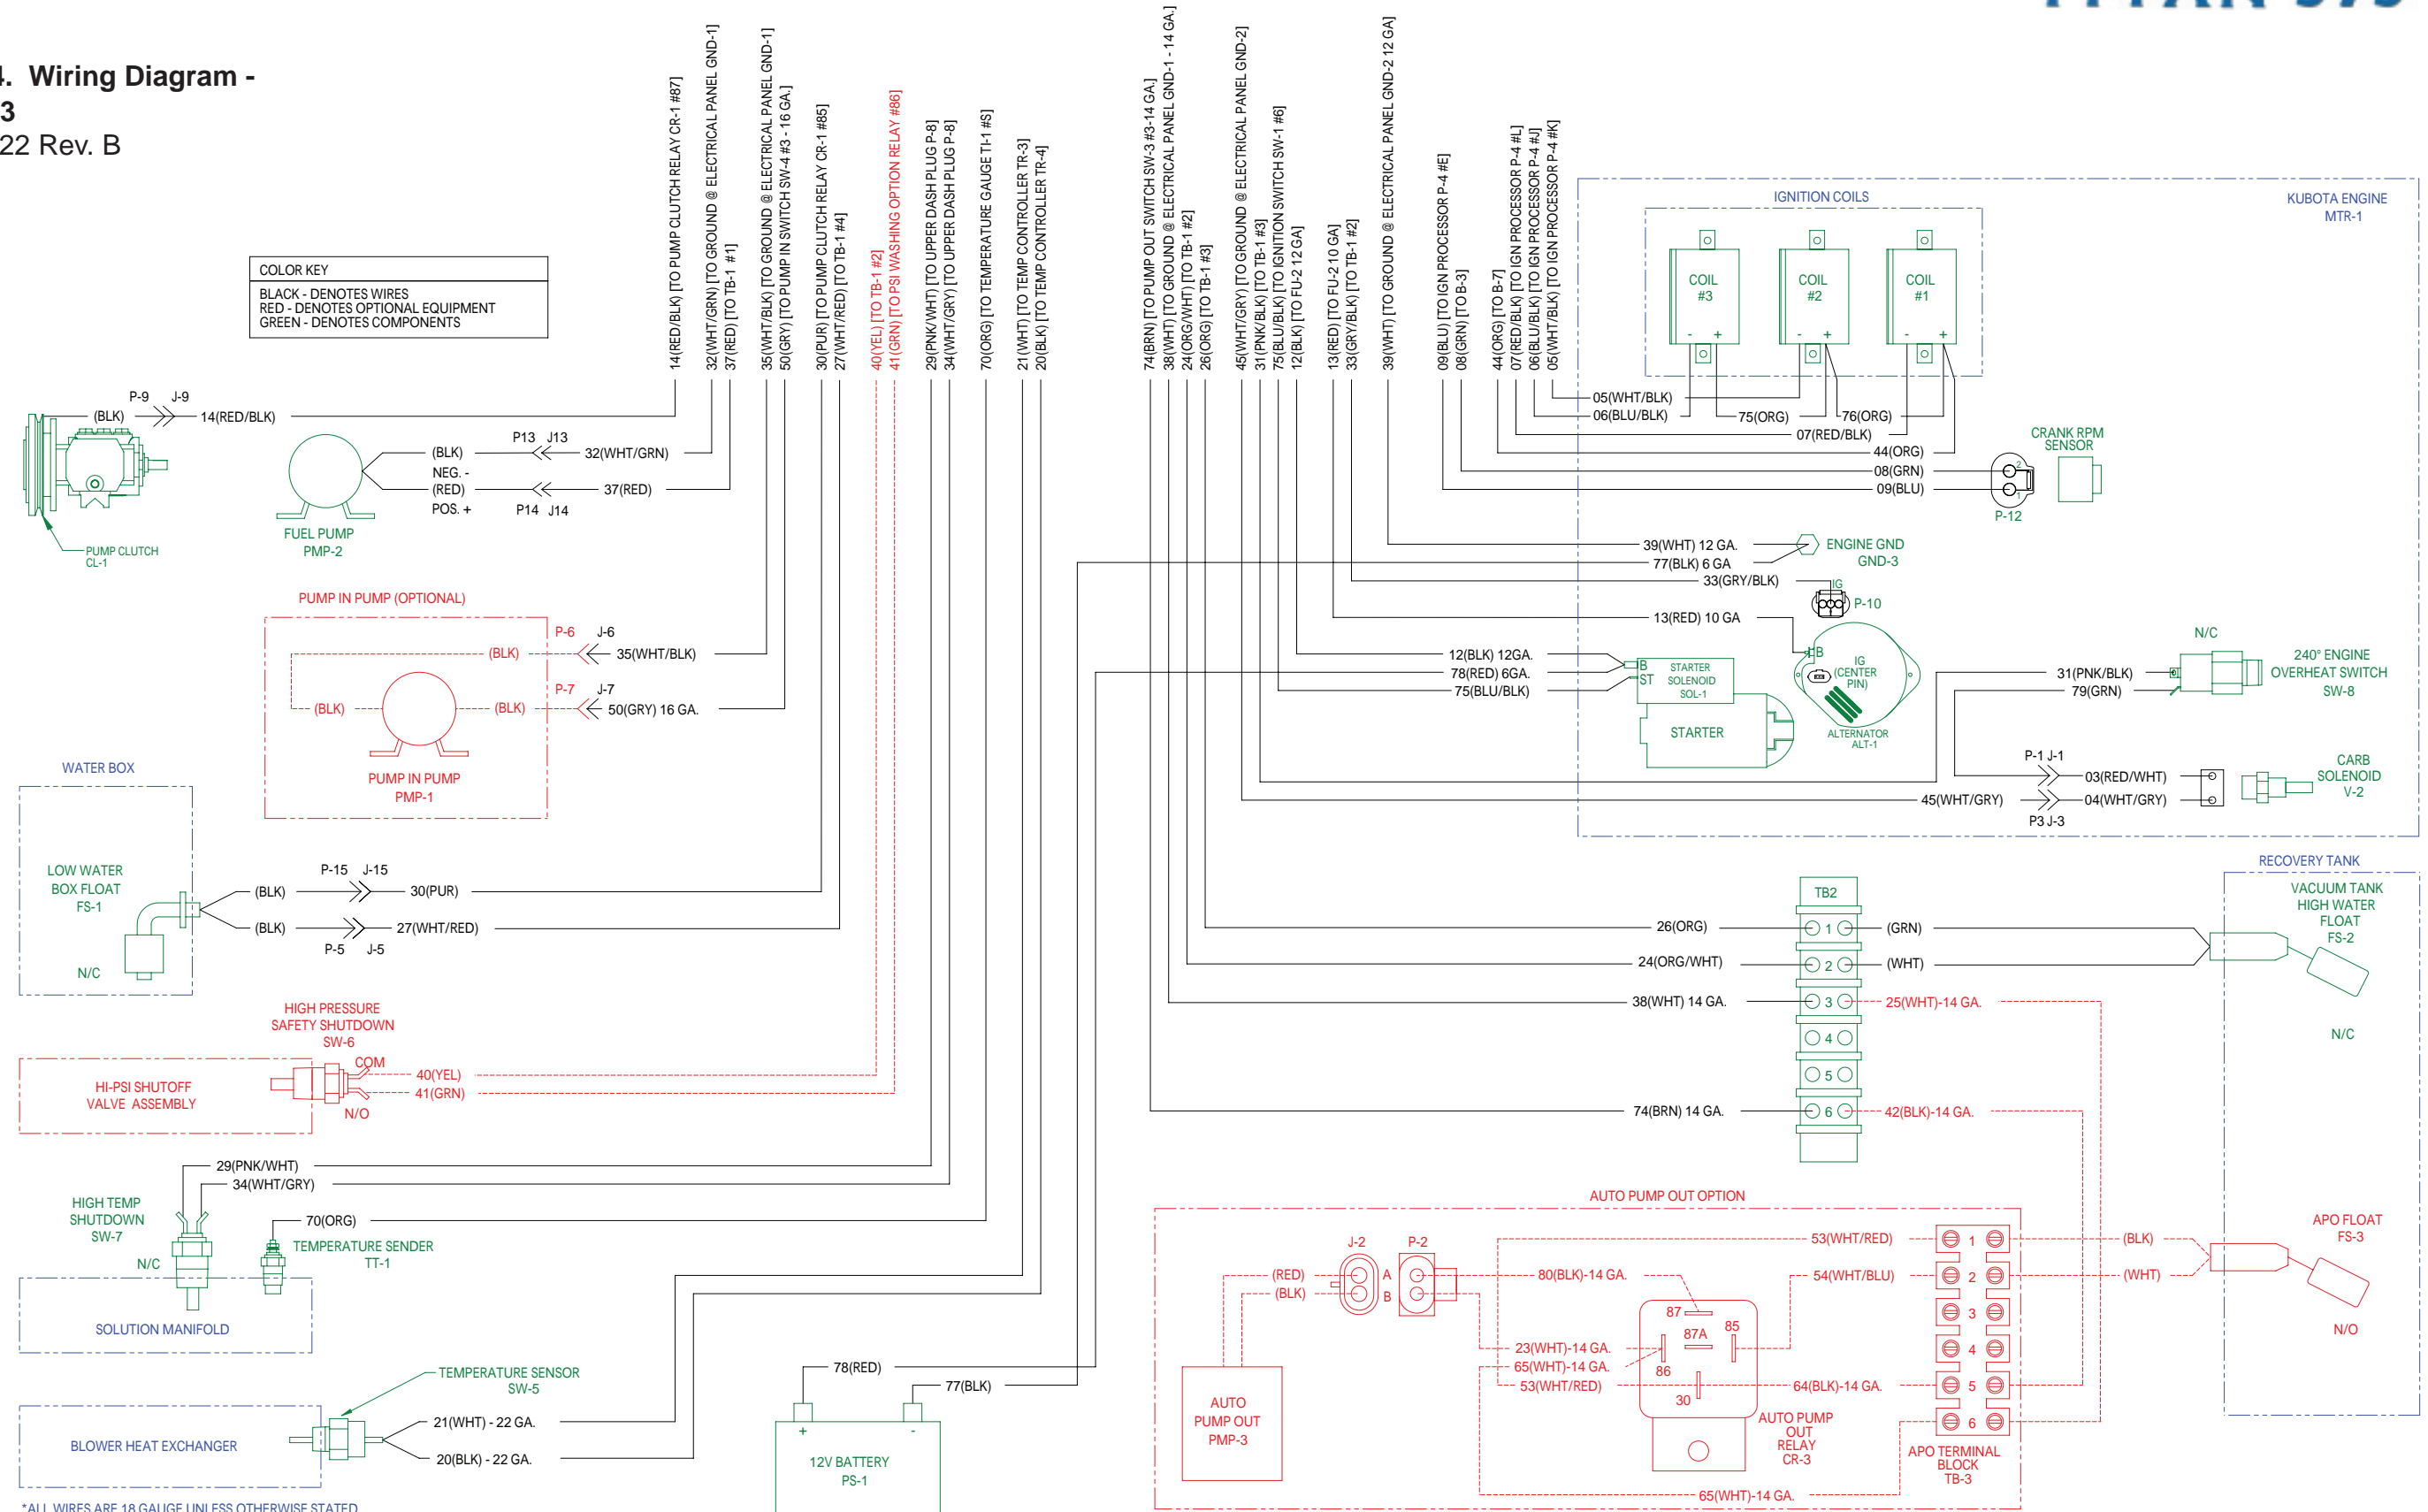 4. Wiring Diagram -
3
22 Rev. B
COLOR KEY
BLACK - DENOTES WIRES
RED - DENOTES OPTIONAL EQUIPMENT
GREEN - DENOTES COMPONENTS
14(RED/BLK) [TO PUMP CLUTCH RELAY CR-1 #87]
32(WHT/GRN) [TO GROUND @ ELECTRICAL PANEL GND-1]
37(RED) [TO TB-1 #1]
35(WHT/BLK) [TO GROUND @ ELECTRICAL PANEL GND-1]
50(GRY) [TO PUMP IN SWITCH SW-4 #3 - 16 GA.]
30(PUR) [TO PUMP CLUTCH RELAY CR-1 #85]
27(WHT/RED) [TO TB-1 #4]
40(YEL) [TO TB-1 #2]
41(GRN) [TO PSI WASHING OPTION RELAY #86]
29(PNK/WHT) [TO UPPER DASH PLUG P-8]
34(WHT/GRY) [TO UPPER DASH PLUG P-8]
70(ORG) [TO TEMPERATURE GAUGE TI-1 #S]
21(WHT) [TO TEMP CONTROLLER TR-3]
20(BLK) [TO TEMP CONTROLLER TR-4]
74(BRN) [TO PUMP OUT SWITCH SW-3 #3-14 GA.]
38(WHT) [TO GROUND @ ELECTRICAL PANEL GND-1 - 14 GA.]
24(ORG/WHT) [TO TB-1 #2]
26(ORG) [TO TB-1 #3]
45(WHT/GRY) [TO GROUND @ ELECTRICAL PANEL GND-2]
31(PNK/BLK) [TO TB-1 #3]
75(BLU/BLK) [TO IGNITION SWITCH SW-1 #6]
12(BLK) [TO FU-2 12 GA]
13(RED) [TO FU-2 10 GA]
33(GRY/BLK) [TO TB-1 #2]
39(WHT) [TO GROUND @ ELECTRICAL PANEL GND-2 12 GA]
09(BLU) [TO IGN PROCESSOR P-4 #E]
08(GRN) [TO B-3]
44(ORG) [TO B-7]
07(RED/BLK) [TO IGN PROCESSOR P-4 #L]
06(BLU/BLK) [TO IGN PROCESSOR P-4 #J]
05(WHT/BLK) [TO IGN PROCESSOR P-4 #K]
P-9 J-9
(BLK)
14(RED/BLK)
PUMP CLUTCH
CL-1
P13 J13
(BLK)
32(WHT/GRN)
NEG. -
(RED)
37(RED)
POS. +
P14 J14
FUEL PUMP
PMP-2
PUMP IN PUMP (OPTIONAL)
P-6 J-6
(BLK)
35(WHT/BLK)
P-7 J-7
(BLK)
(BLK)
50(GRY) 16 GA.
PUMP IN PUMP
PMP-1
WATER BOX
LOW WATER
BOX FLOAT
FS-1
N/C
P-15 J-15
(BLK)
30(PUR)
(BLK)
27(WHT/RED)
P-5 J-5
HIGH PRESSURE
SAFETY SHUTDOWN
SW-6
COM
40(YEL)
41(GRN)
N/O
HI-PSI SHUTOFF
VALVE ASSEMBLY
29(PNK/WHT)
34(WHT/GRY)
HIGH TEMP
SHUTDOWN
SW-7
N/C
70(ORG)
TEMPERATURE SENDER
TT-1
SOLUTION MANIFOLD
TEMPERATURE SENSOR
SW-5
21(WHT) - 22 GA.
20(BLK) - 22 GA.
BLOWER HEAT EXCHANGER
*ALL WIRES ARE 18 GAUGE UNLESS OTHERWISE STATED
78(RED)
77(BLK)
+ -
12V BATTERY
PS-1
IGNITION COILS
KUBOTA ENGINE
MTR-1
COIL
#3
- +
COIL
#2
- +
COIL
#1
- +
05(WHT/BLK)
06(BLU/BLK)
75(ORG)
76(ORG)
07(RED/BLK)
44(ORG)
08(GRN)
09(BLU)
CRANK RPM
SENSOR
2
1
P-12
39(WHT) 12 GA.
77(BLK) 6 GA
33(GRY/BLK)
ENGINE GND
GND-3
IG
P-10
13(RED) 10 GA
12(BLK) 12GA.
78(RED) 6GA.
75(BLU/BLK)
B
ST
STARTER
SOLENOID
SOL-1
STARTER
B
IG
(CENTER
PIN)
ALTERNATOR
ALT-1
N/C
31(PNK/BLK)
79(GRN)
240° ENGINE
OVERHEAT SWITCH
SW-8
P-1 J-1
03(RED/WHT)
45(WHT/GRY)
04(WHT/GRY)
P3 J-3
CARB
SOLENOID
V-2
TB2
26(ORG)
1
(GRN)
24(ORG/WHT)
2
(WHT)
38(WHT) 14 GA.
3
25(WHT)-14 GA.
4
5
74(BRN) 14 GA.
6
42(BLK)-14 GA.
RECOVERY TANK
VACUUM TANK
HIGH WATER
FLOAT
FS-2
N/C
APO FLOAT
FS-3
N/O
AUTO PUMP OUT OPTION
J-2 P-2
(RED)
(BLK)
A
B
53(WHT/RED)
80(BLK)-14 GA.
54(WHT/BLU)
87
87A
85
86
30
23(WHT)-14 GA.
65(WHT)-14 GA.
53(WHT/RED)
64(BLK)-14 GA.
1
2
3
4
5
6
(BLK)
(WHT)
AUTO
PUMP OUT
PMP-3
AUTO PUMP
OUT
RELAY
CR-3
APO TERMINAL
BLOCK
TB-3
65(WHT)-14 GA.